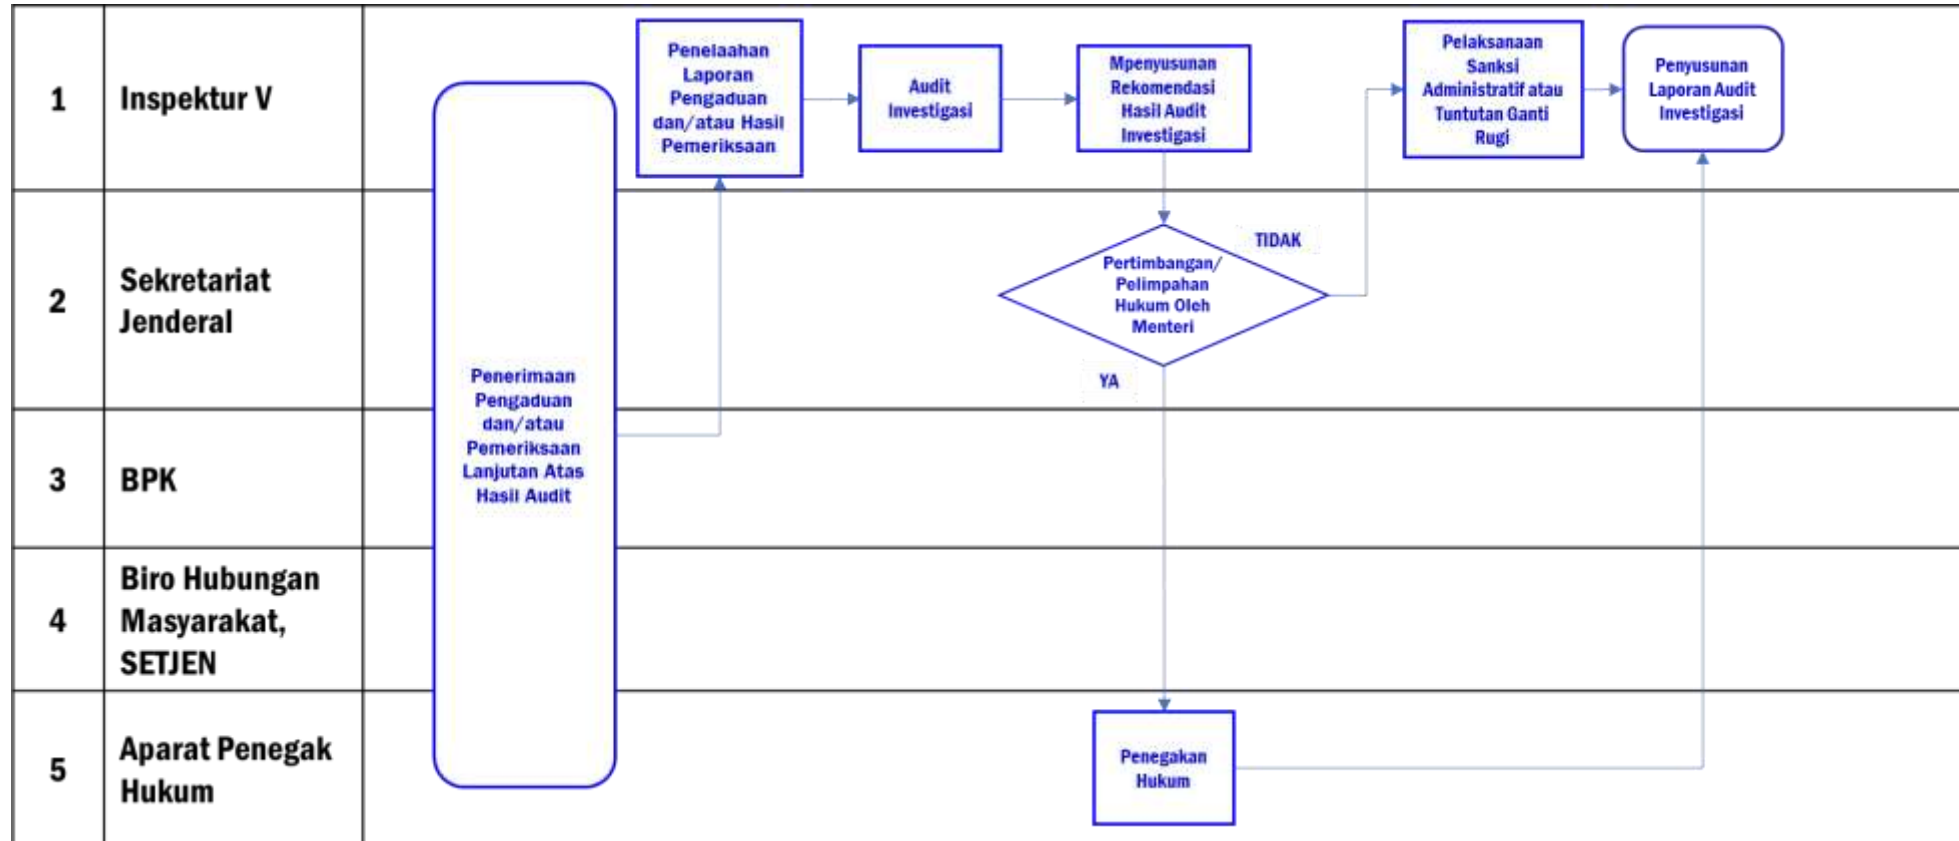 1
Inspektur V
2
Sekretariat
Jenderal
3
BPK
4
Biro Hubungan
Masyarakat,
SETJEN
5
Aparat Penegak
Hukum
Penerimaan
Pengaduan
dan/atau
Pemeriksaan
Lanjutan Atas
Hasil Audit
Penelaahan
Laporan
Pengaduan
dan/atau Hasil
Pemeriksaan
Audit
Investigasi
Mpenyusunan
Rekomendasi
Hasil Audit
Investigasi
Pertimbangan/
Pelimpahan
Hukum Oleh
Menteri
TIDAK
YA
Pelaksanaan
Sanksi
Administratif atau
Tuntutan Ganti
Rugi
Penyusunan
Laporan Audit
Investigasi
Penegakan
Hukum